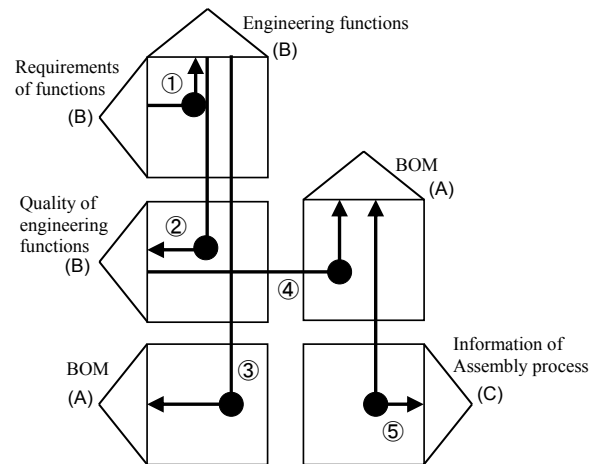 Engineering functions
(B)
Requirements
of functions
(B)
①
BOM
(A)
Quality of
engineering
functions
(B)
②
④
BOM
(A)
③
Information of
Assembly process
(C)
⑤